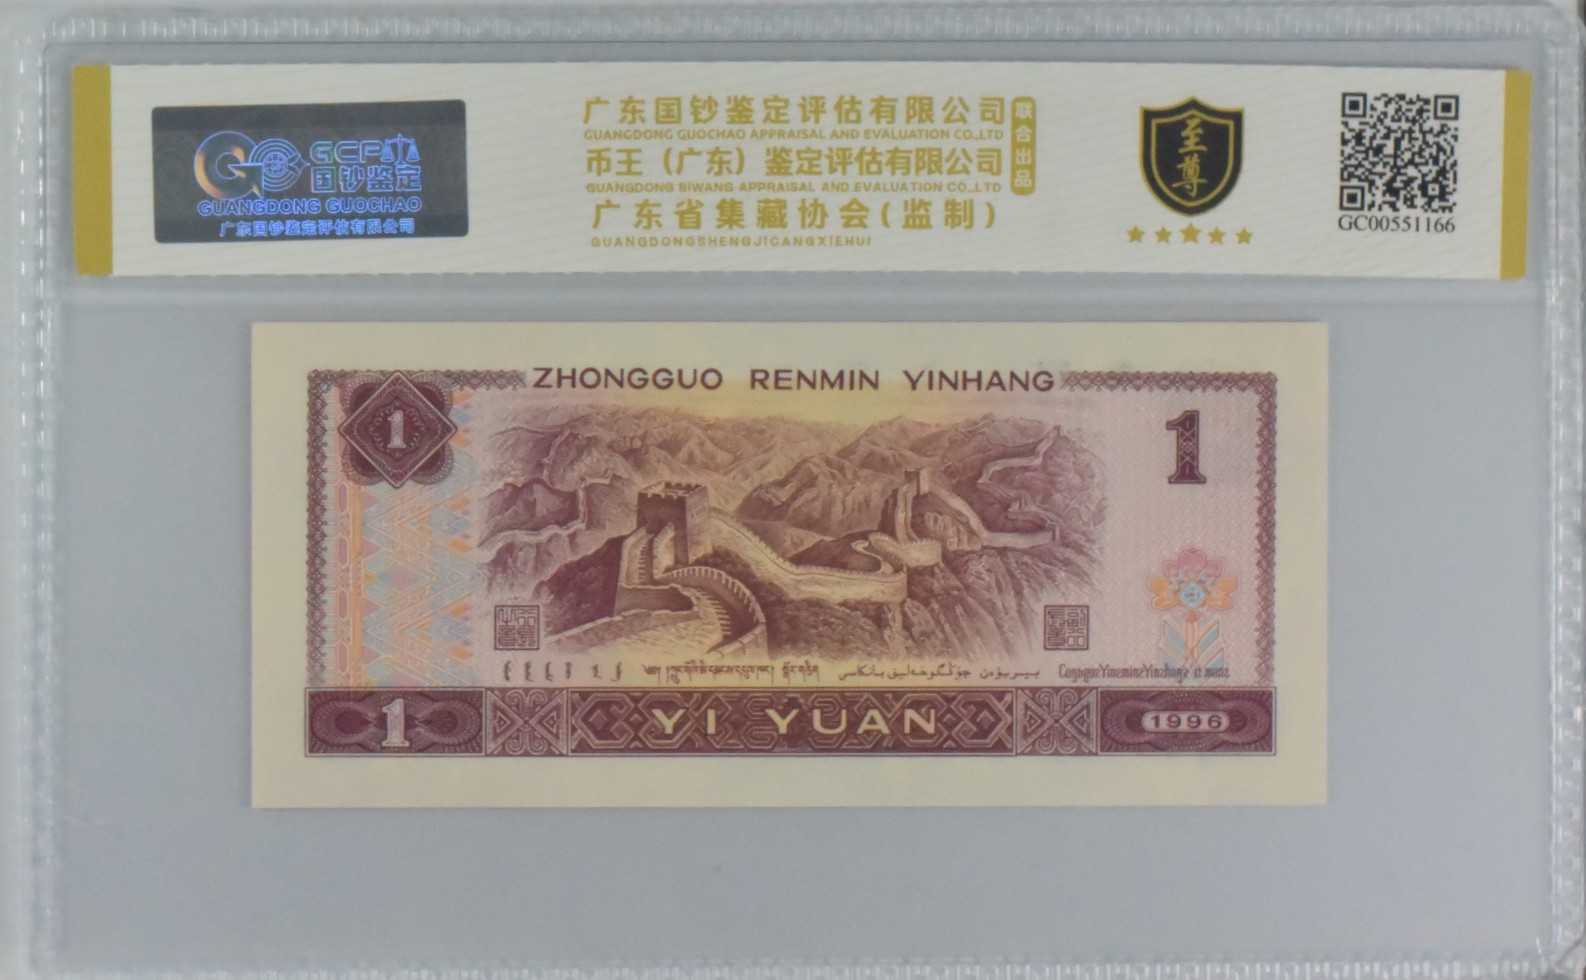 GCP
国钞鉴定
GUANGDONG GUOCHAO
广东国钞鉴定评估有限公司
广东国钞鉴定评估有限公司
GUANGDONG GUOCHAO APPRAISAL AND EVALUATION CO.,LTD
币王（广东）鉴定评估有限公司
GUANGDONG BIWANG APPRAISAL AND EVALUATION CO.,LTD
广东省集藏协会(监制)
GUANGDONGSHENGJICANGXIEHUI
联合出品
至尊
GC00551166
ZHONGGUO RENMIN YINHANG
1
1
1
YI YUAN
1996